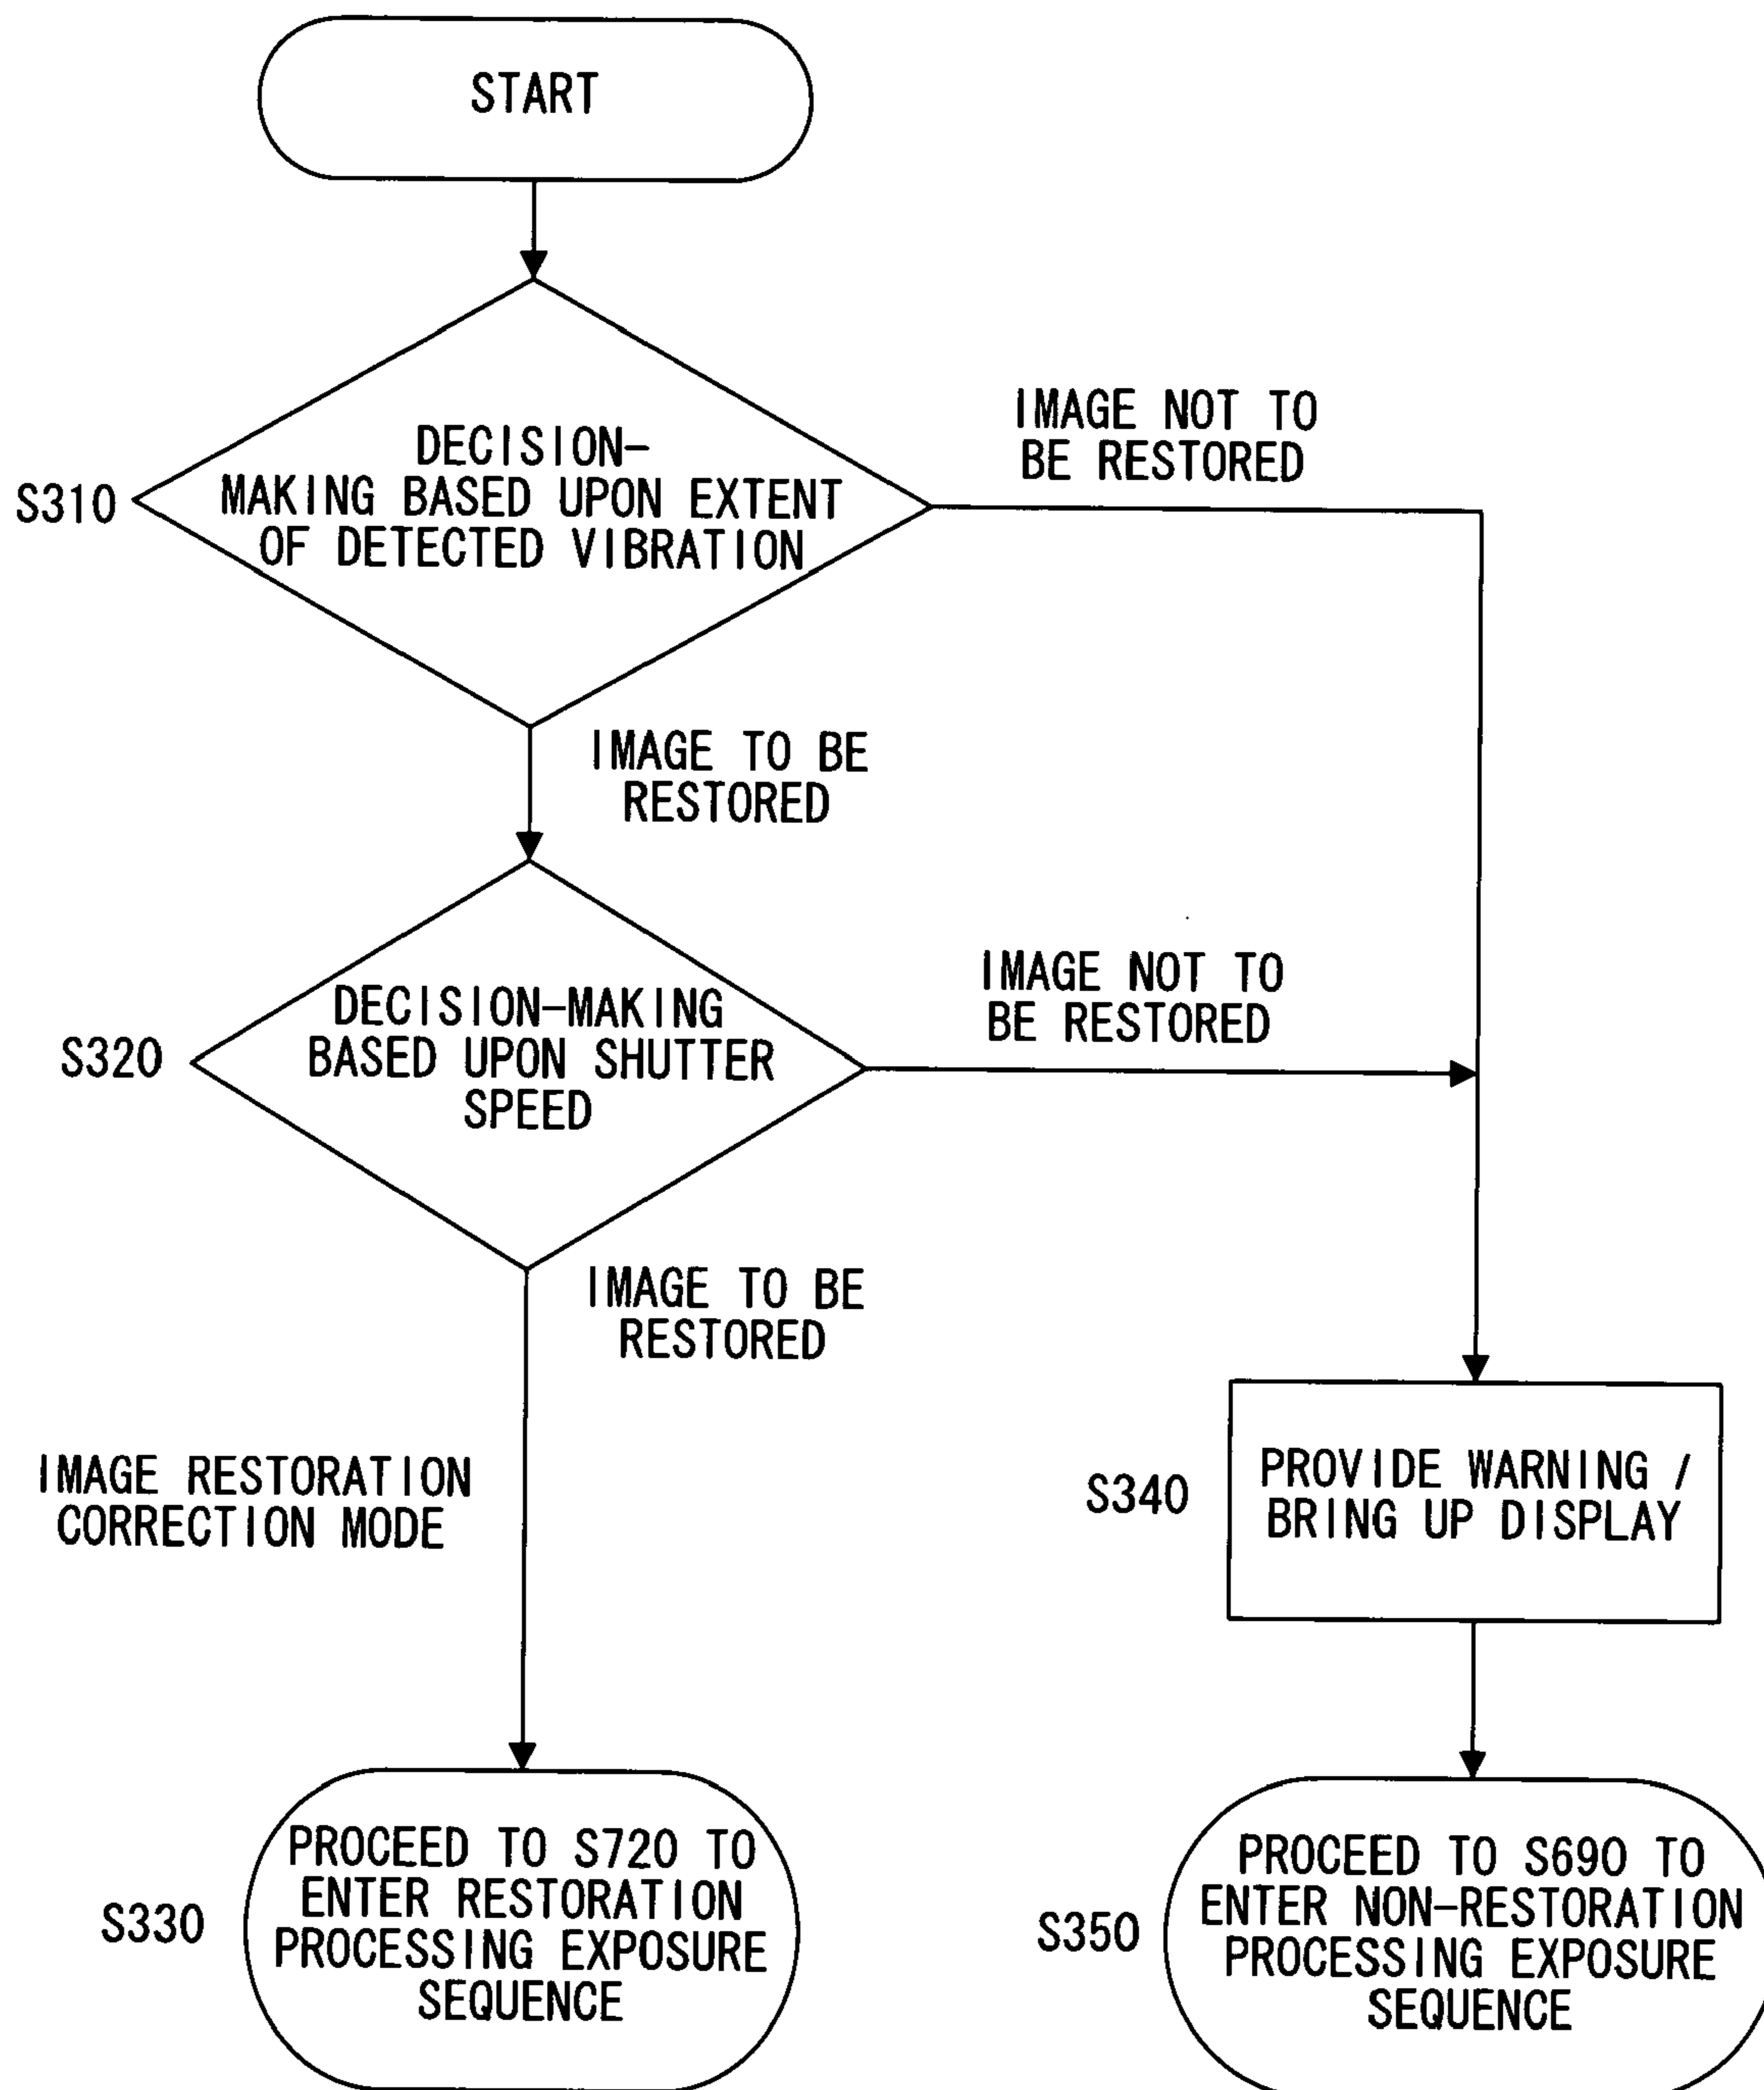 START
S310
DECISION-
MAKING BASED UPON EXTENT
OF DETECTED VIBRATION
IMAGE NOT TO
BE RESTORED
IMAGE TO BE
RESTORED
S320
DECISION-MAKING
BASED UPON SHUTTER
SPEED
IMAGE NOT TO
BE RESTORED
IMAGE TO BE
RESTORED
IMAGE RESTORATION
CORRECTION MODE
S340
PROVIDE WARNING /
BRING UP DISPLAY
S330
PROCEED TO S720 TO
ENTER RESTORATION
PROCESSING EXPOSURE
SEQUENCE
S350
PROCEED TO S690 TO
ENTER NON-RESTORATION
PROCESSING EXPOSURE
SEQUENCE